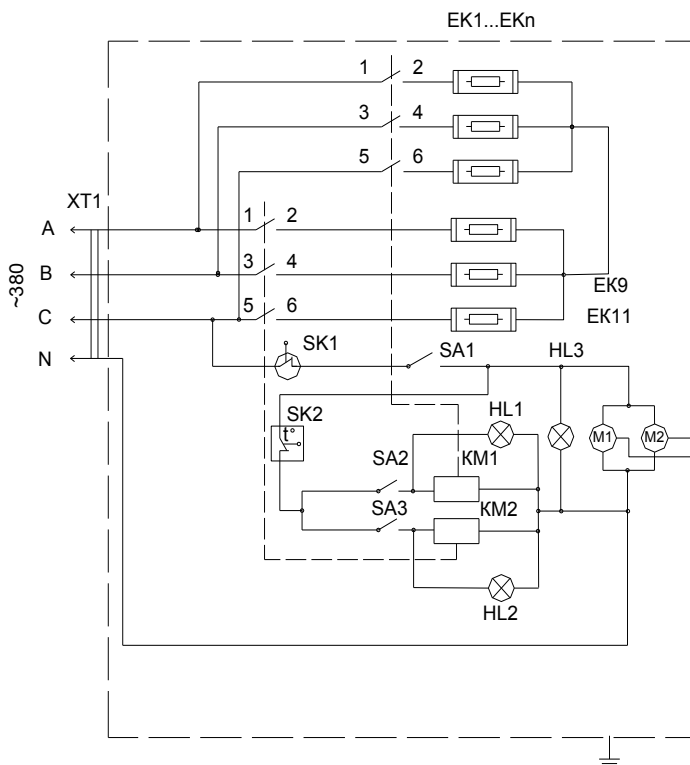 EK1...EKn
1 2
3 4
5 6
XT1
A
1 2
B
3 4
EK9
~380
C
5 6
EK11
N
SK1
SA1
HL3
SK2
t°
HL1
M1
M2
SA2
KM1
SA3
KM2
HL2